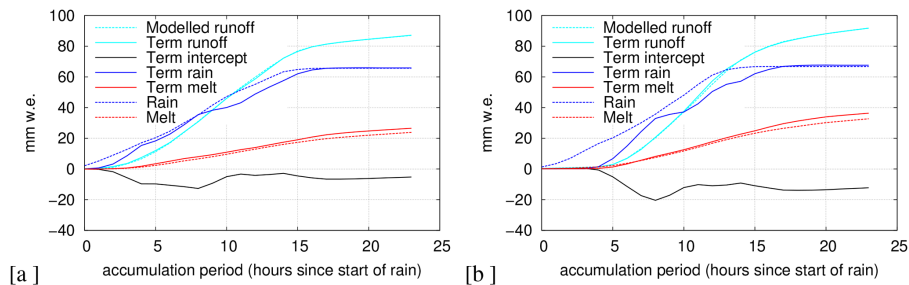 100
80
60
40
20
0
−20
−40
mm w.e.
Modelled runoff
Term runoff
Term intercept
Term rain
Term melt
Rain
Melt
0 5 10 15 20 25
accumulation period (hours since start of rain)
[a ]
100
80
60
40
20
0
−20
−40
mm w.e.
Modelled runoff
Term runoff
Term intercept
Term rain
Term melt
Rain
Melt
0 5 10 15 20 25
accumulation period (hours since start of rain)
[b ]